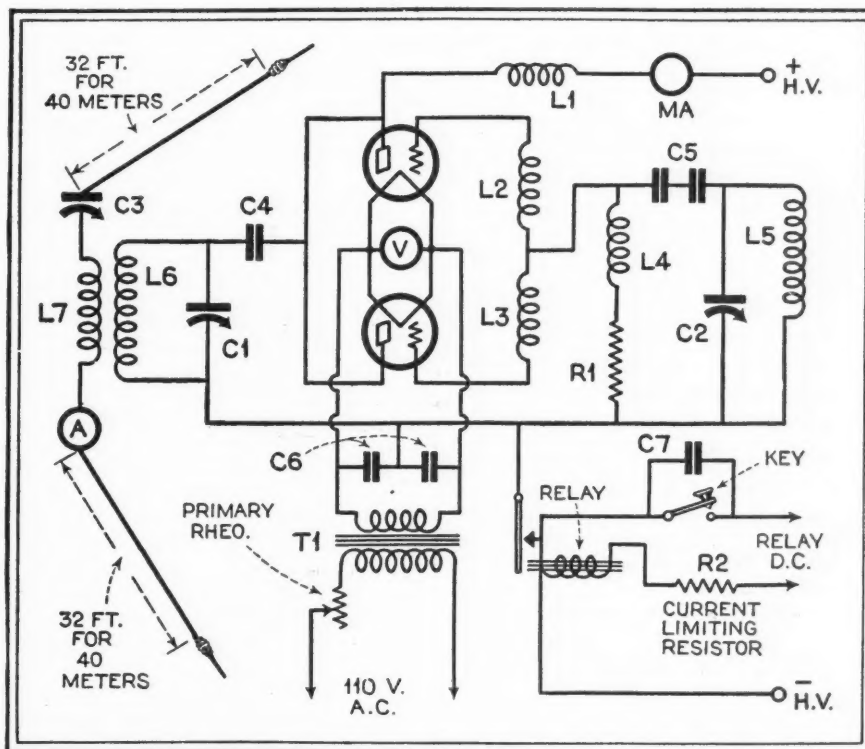 32 FT.
FOR
40 METERS
C3
L7
L6
C1
C4
A
32 FT.
FOR
40
METERS
V
L1
MA
+
H.V.
L2
L3
C5
L4
R1
C2
L5
C6
PRIMARY
RHEO.
T1
110 V.
A.C.
C7
KEY
RELAY
RELAY
D.C.
R2
CURRENT
LIMITING
RESISTOR
–
H.V.